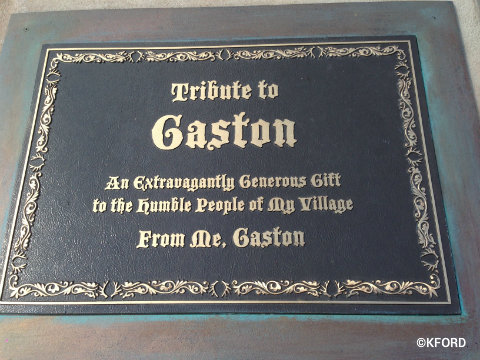 Tribute to
Gaston
An Extravagantly Generous Gift
to the Humble People of My Village
From Me, Gaston
©KFORD